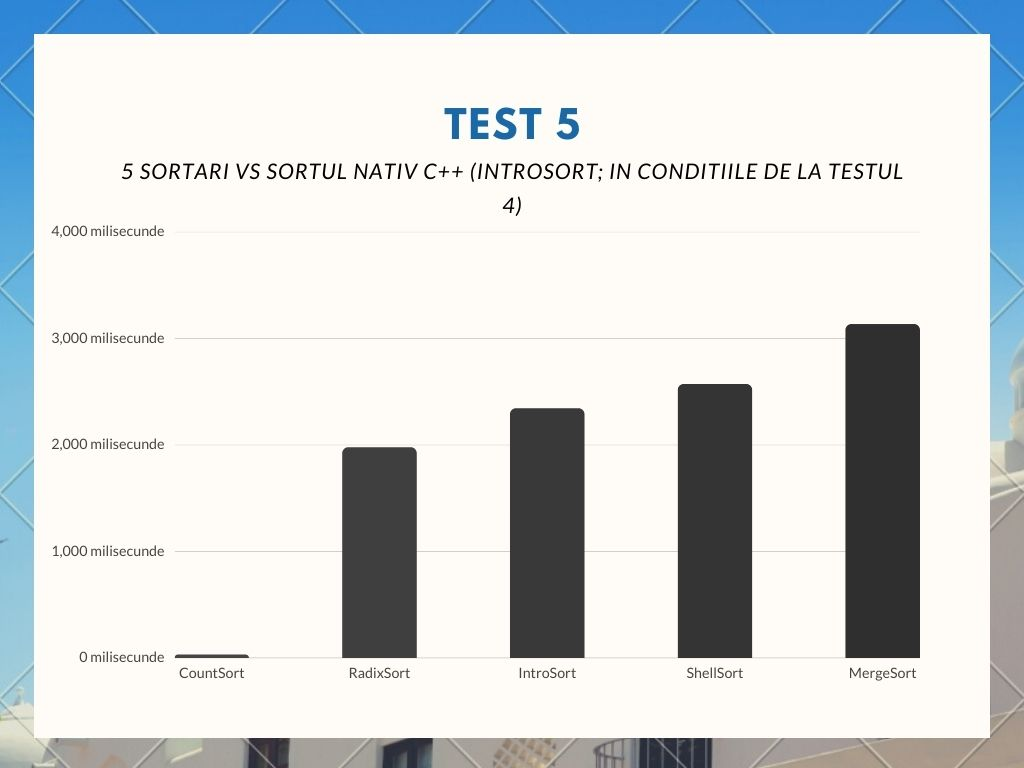 TEST 5
5 SORTARI VS SORTUL NATIV C++ (INTROSORT; IN CONDITIILE DE LA TESTUL
4)
4,000 milisecunde
3,000 milisecunde
2,000 milisecunde
1,000 milisecunde
0 milisecunde
CountSort
RadixSort
IntroSort
ShellSort
MergeSort